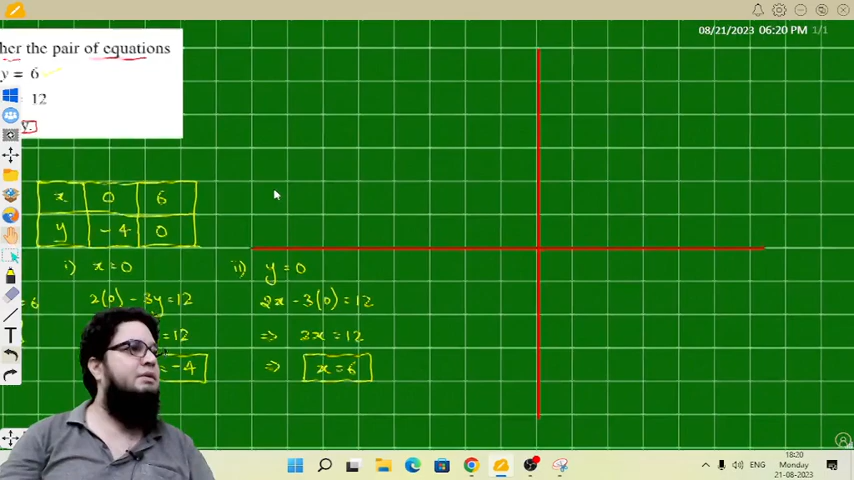 08/21/2023 06:20 PM 1/1
her the pair of equations
y = 6
12
x 0 6
y -4 0
i) x=0
ii) y=0
= 6
2(0) - 3y = 12
2x - 3(0) = 12
= 12
⇒ 2x = 12
= -4
⇒ x = 6
T
ENG
18:20
Monday
21-08-2023